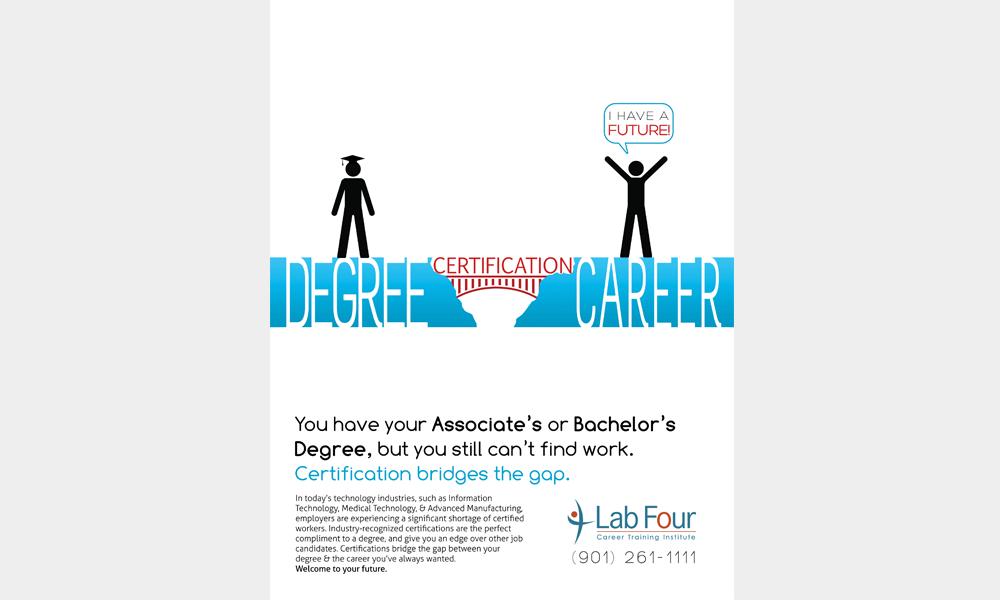 I HAVE A
FUTURE!
DEGREE CERTIFICATION CAREER
You have your Associate's or Bachelor's
Degree, but you still can't find work.
Certification bridges the gap.
In today's technology industries, such as Information
Technology, Medical Technology, & Advanced Manufacturing,
employers are experiencing a significant shortage of certified
workers. Industry-recognized certifications are the perfect
compliment to a degree, and give you an edge over other job
candidates. Certifications bridge the gap between your
degree & the career you've always wanted.
Welcome to your future.
Lab Four
Career Training Institute
(901) 261-1111